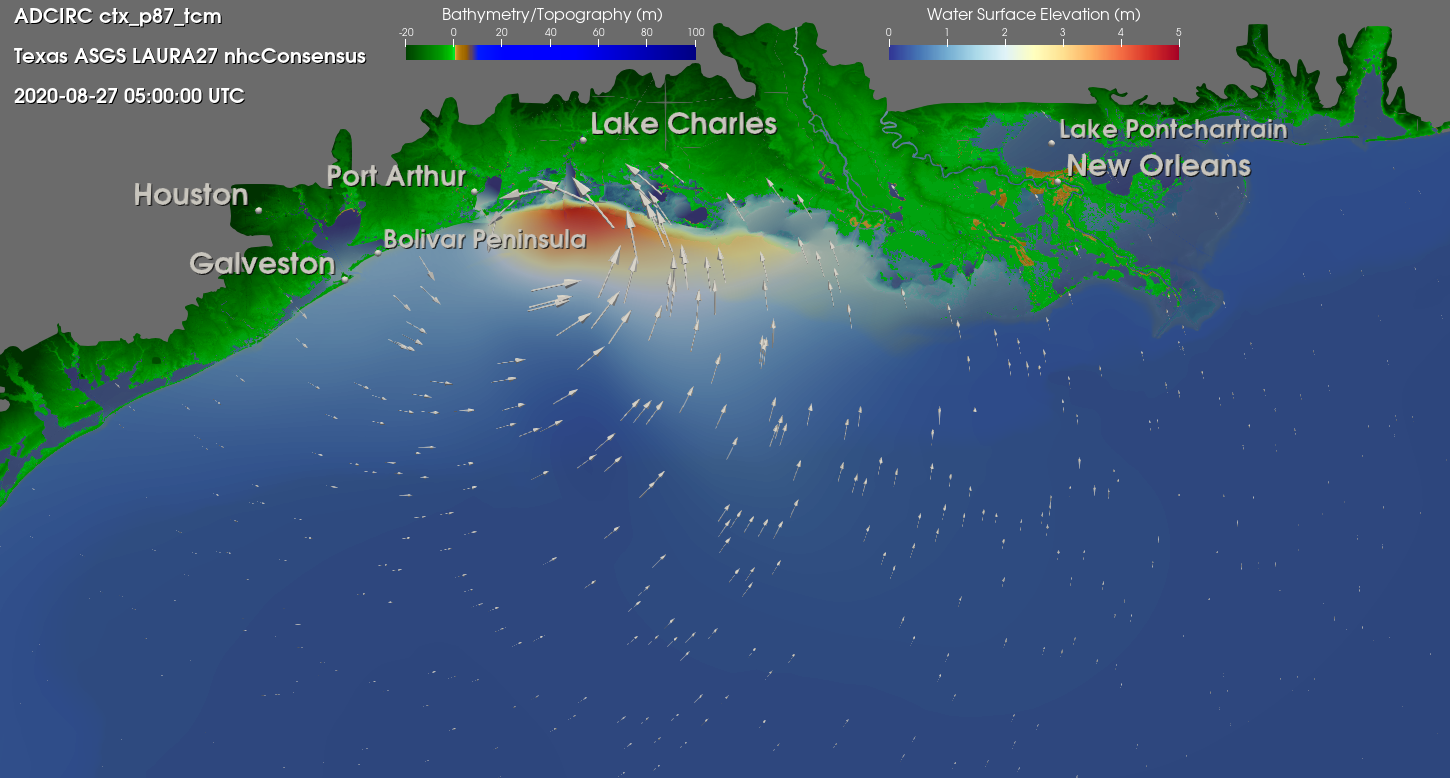 ADCIRC ctx_p87_tcm
Texas ASGS LAURA27 nhcConsensus
2020-08-27 05:00:00 UTC
Bathymetry/Topography (m)
-20 0 20 40 60 80 100
Water Surface Elevation (m)
0 1 2 3 4 5
Lake Charles
Lake Pontchartrain
New Orleans
Port Arthur
Houston
Bolivar Peninsula
Galveston